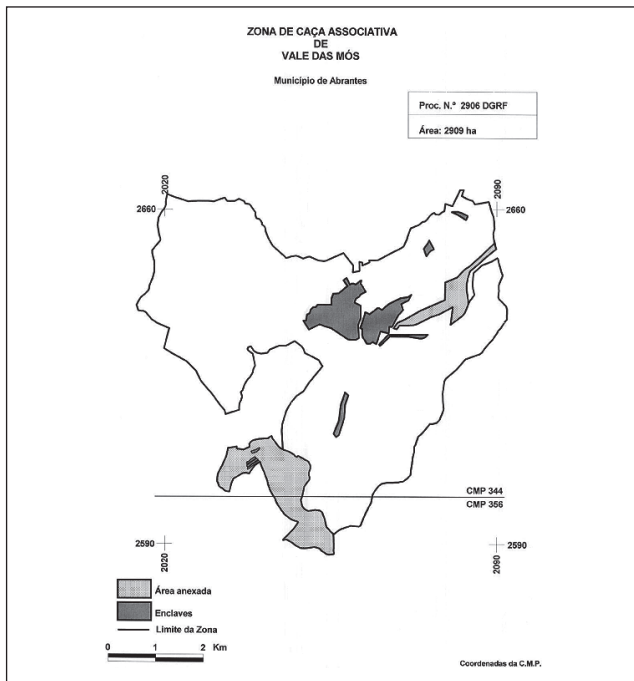 ZONA DE CAÇA ASSOCIATIVA
DE
VALE DAS MÓS
Município de Abrantes
Proc. N.º 2906 DGRF
Área: 2909 ha
2020
2090
2660
2660
CMP 344
CMP 356
2590
2590
2020
2090
Área anexada
Enclaves
Limite da Zona
0 1 2 Km
Coordenadas da C.M.P.